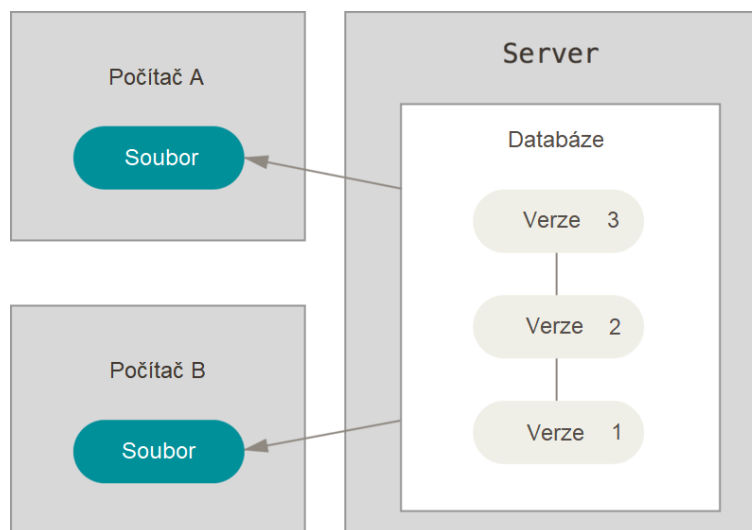 Počítač A
Soubor
Server
Databáze
Verze 3
Verze 2
Verze 1
Počítač B
Soubor